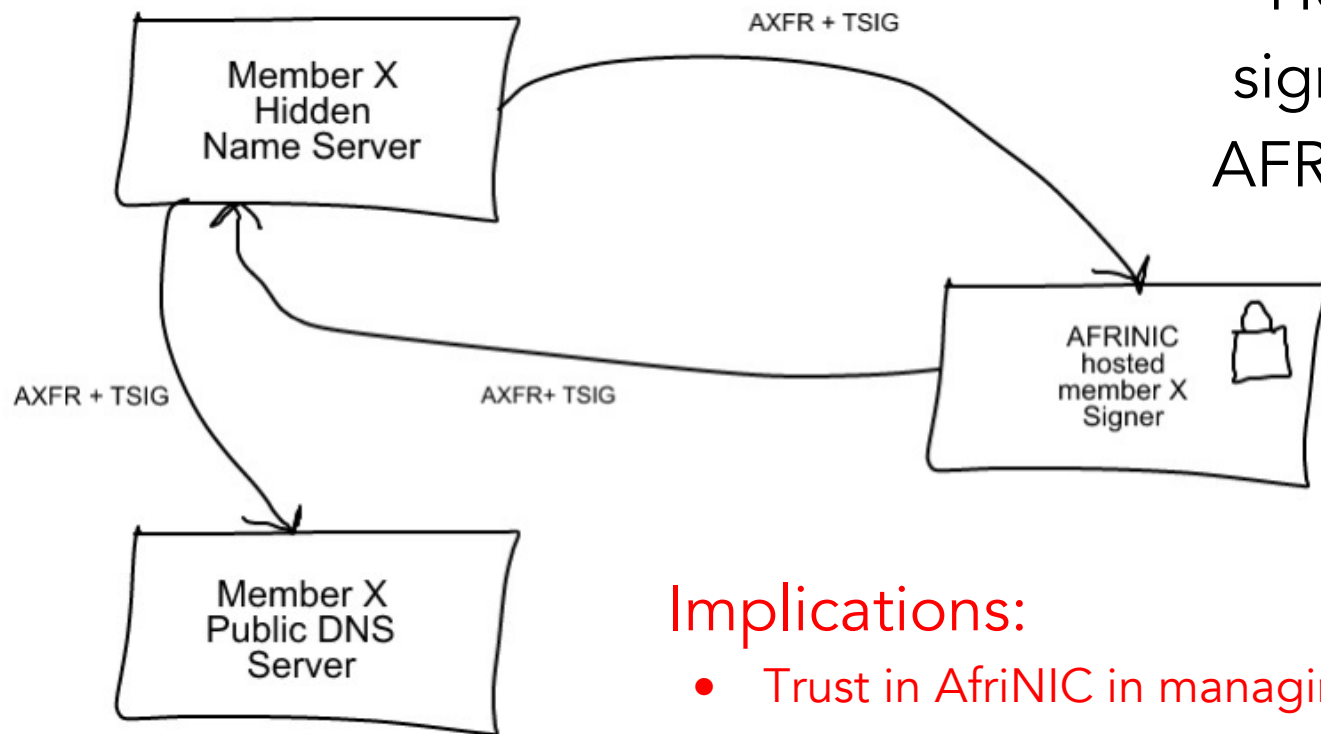 AXFR + TSIG
Member X
Hidden
Name Server
AFRINIC
hosted
member X
Signer
AXFR + TSIG
AXFR+ TSIG
Member X
Public DNS
Server
Implications:
• Trust in AfriNIC in